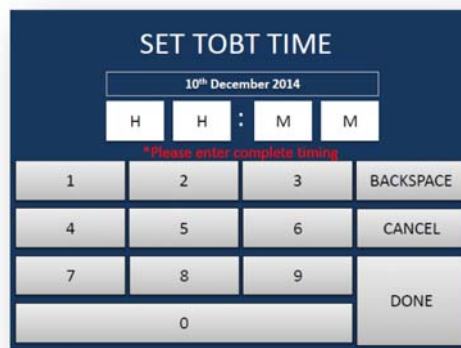 SET TOBT TIME
10th December 2014
H H : M M
*Please enter complete timing
1 2 3 BACKSPACE
4 5 6 CANCEL
7 8 9
DONE
0